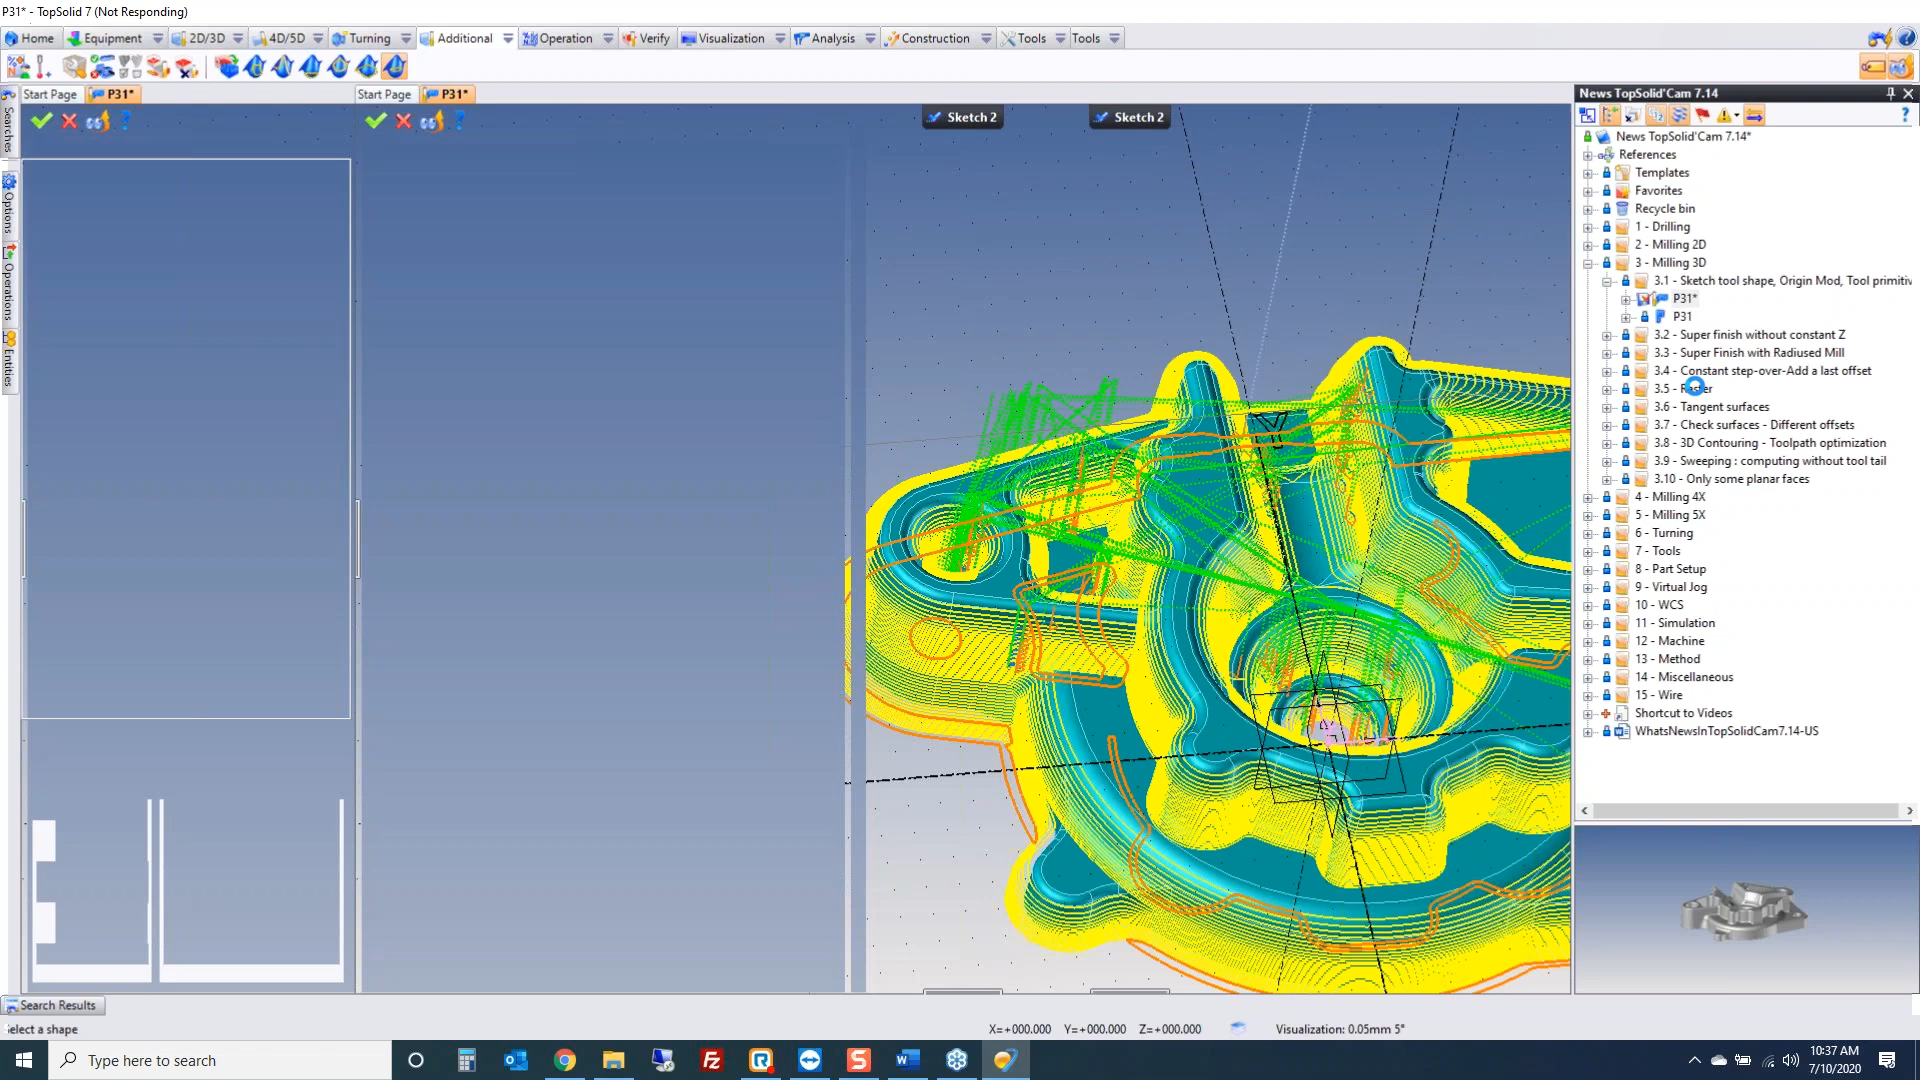 P31* - TopSolid 7 (Not Responding)
Home Equipment 2D/3D 4D/5D Turning Additional Operation Verify Visualization Analysis Construction Tools Tools
Start Page P31* Start Page P31*
News TopSolid'Cam 7.14
Searches
Options
Operations
Entities
Sketch 2 Sketch 2
News TopSolid'Cam 7.14*
References
Templates
Favorites
Recycle bin
1 - Drilling
2 - Milling 2D
3 - Milling 3D
3.1 - Sketch tool shape, Origin Mod, Tool primitiv
P31*
P31
3.2 - Super finish without constant Z
3.3 - Super Finish with Radiused Mill
3.4 - Constant step-over-Add a last offset
3.5 - Raster
3.6 - Tangent surfaces
3.7 - Check surfaces - Different offsets
3.8 - 3D Contouring - Toolpath optimization
3.9 - Sweeping : computing without tool tail
3.10 - Only some planar faces
4 - Milling 4X
5 - Milling 5X
6 - Turning
7 - Tools
8 - Part Setup
9 - Virtual Jog
10 - WCS
11 - Simulation
12 - Machine
13 - Method
14 - Miscellaneous
15 - Wire
Shortcut to Videos
WhatsNewsInTopSolidCam7.14-US
Search Results
Select a shape
X=+000.000 Y=+000.000 Z=+000.000 Visualization: 0.05mm 5°
Type here to search
10:37 AM
7/10/2020